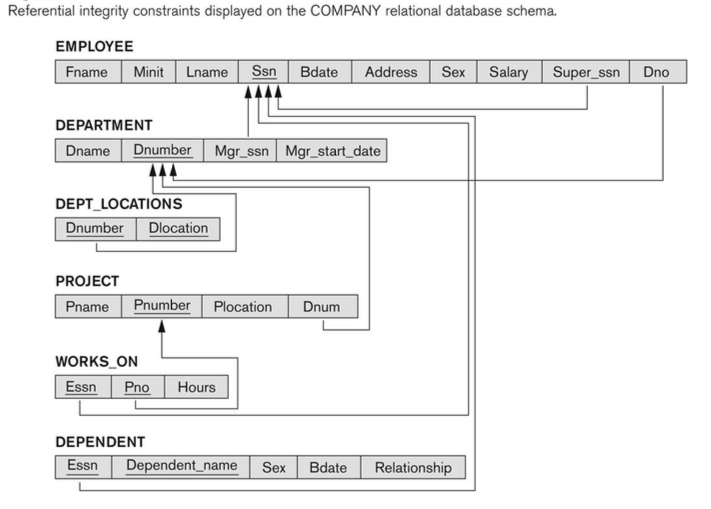 Referential integrity constraints displayed on the COMPANY relational database schema.
EMPLOYEE
Fname Minit Lname Ssn Bdate Address Sex Salary Super_ssn Dno
DEPARTMENT
Dname Dnumber Mgr_ssn Mgr_start_date
DEPT_LOCATIONS
Dnumber Dlocation
PROJECT
Pname Pnumber Plocation Dnum
WORKS_ON
Essn Pno Hours
DEPENDENT
Essn Dependent_name Sex Bdate Relationship